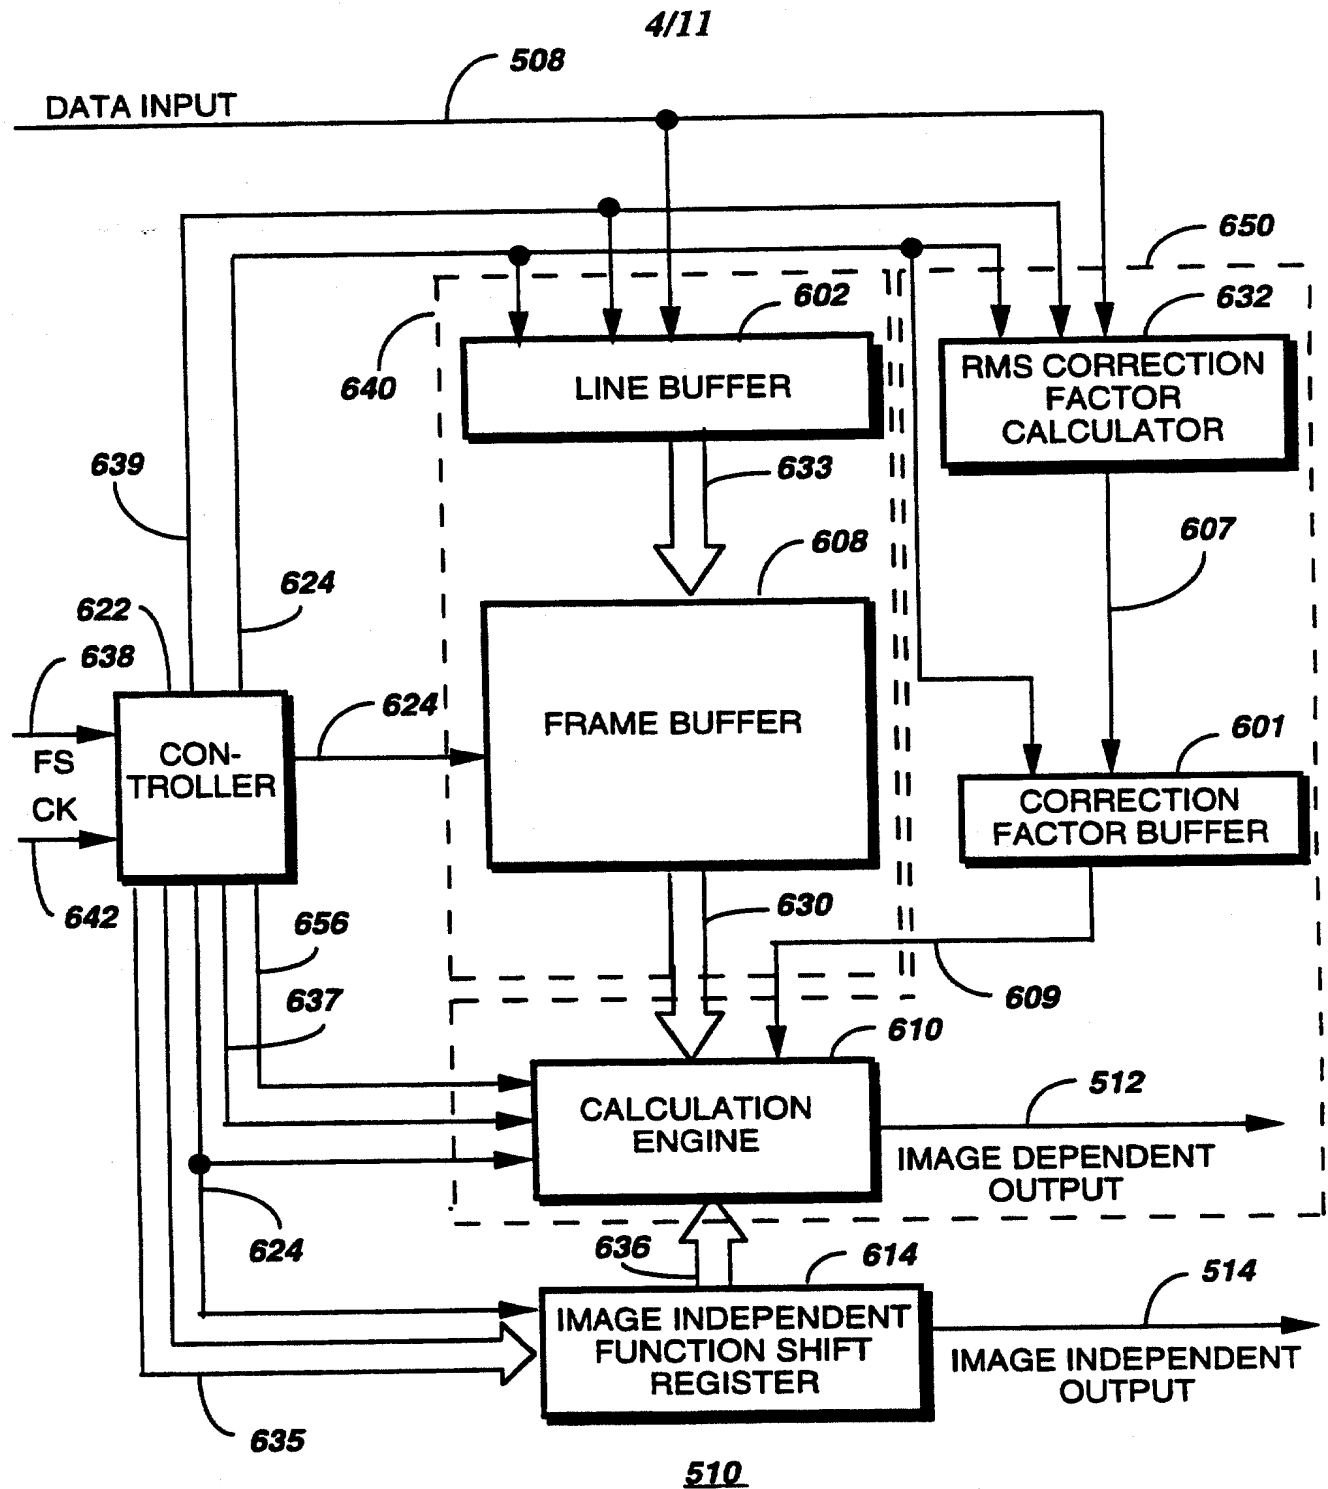 4/11
508
DATA INPUT
650
602
632
640
LINE BUFFER
RMS CORRECTION
FACTOR
CALCULATOR
639
633
607
608
624
622
638
624
FRAME BUFFER
601
CON-
TROLLER
FS
CK
CORRECTION
FACTOR BUFFER
642
656
630
637
609
610
512
CALCULATION
ENGINE
IMAGE DEPENDENT
OUTPUT
624
636
614
514
IMAGE INDEPENDENT
FUNCTION SHIFT
REGISTER
IMAGE INDEPENDENT
OUTPUT
635
510